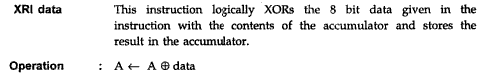 XRI data This instruction logically XORs the 8 bit data given in the
instruction with the contents of the accumulator and stores the
result in the accumulator.
Operation : A ← A ⊕ data